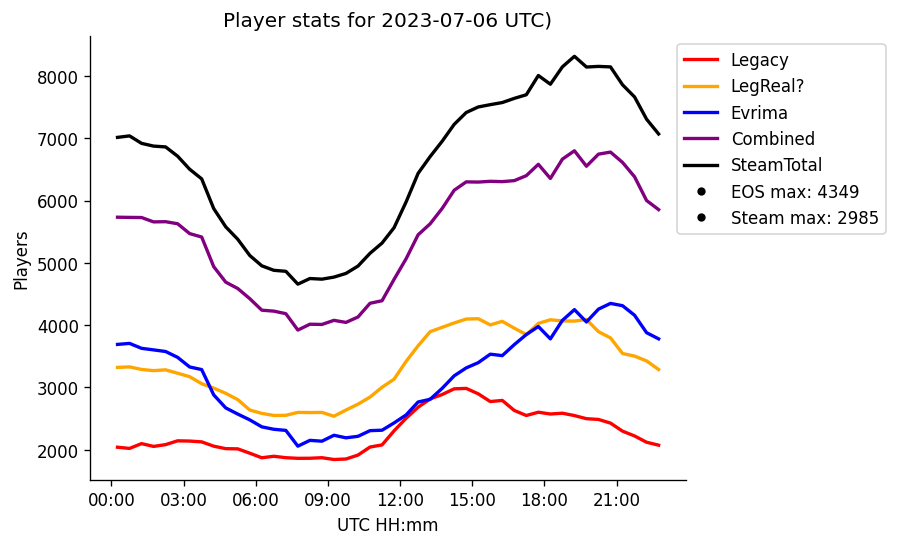 Player stats for 2023-07-06 UTC)
Players
8000
7000
6000
5000
4000
3000
2000
00:00 03:00 06:00 09:00 12:00 15:00 18:00 21:00
UTC HH:mm
Legacy
LegReal?
Evrima
Combined
SteamTotal
EOS max: 4349
Steam max: 2985